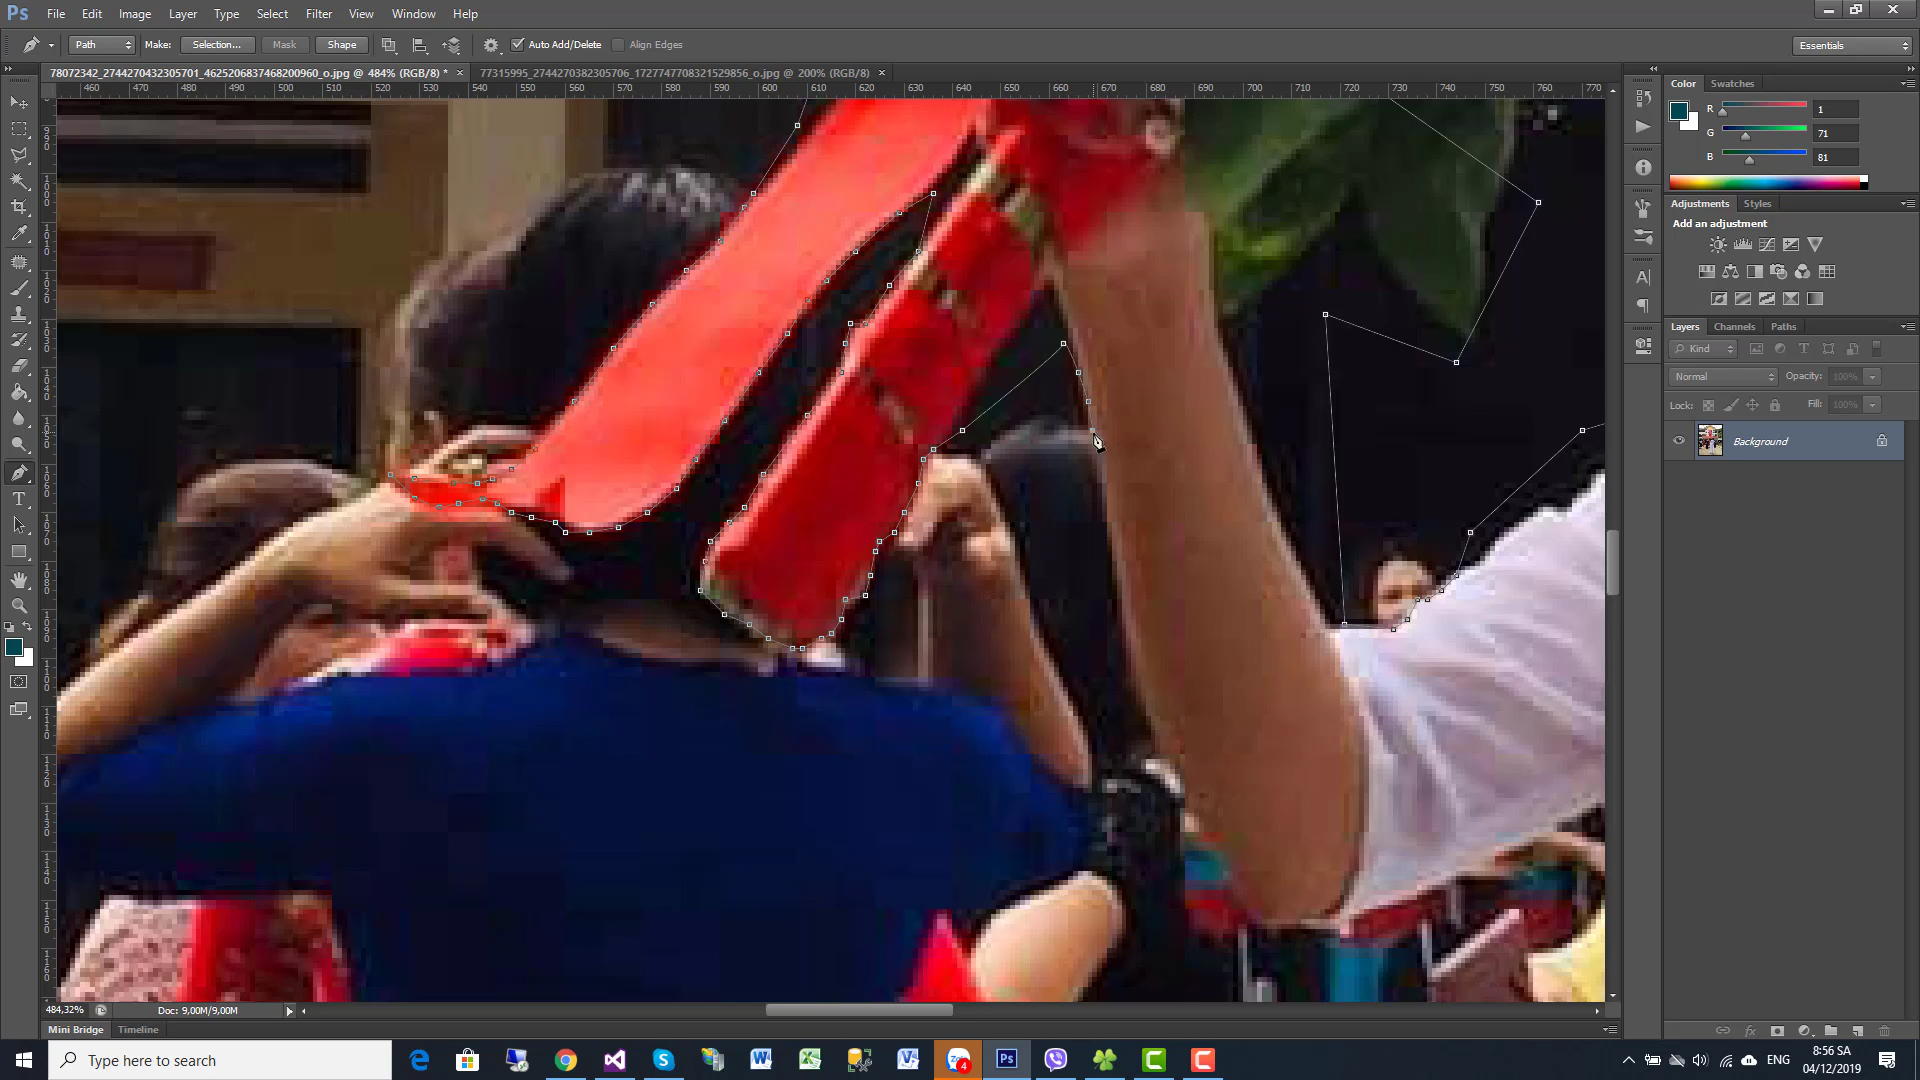 Ps File Edit Image Layer Type Select Filter View Window Help
Path Make: Selection... Mask Shape Auto Add/Delete Align Edges Essentials
78072342_2744270432305701_4625206837468200960_o.jpg @ 484% (RGB/8) * × 77315995_2744270382305706_1727747708321529856_o.jpg @ 200% (RGB/8) ×
460 470 480 490 500 510 520 530 540 550 560 570 580 590 600 610 620 630 640 650 660 670 680 690 700 710 720 730 740 750 760 770
Color Swatches
R 1
G 71
B 81
Adjustments Styles
Add an adjustment
Layers Channels Paths
Kind
Normal Opacity: 100%
Lock: Fill: 100%
Background
484,32% Doc: 9,00M/9,00M
Mini Bridge Timeline
Type here to search
4
Ps
ENG
8:56 SA
04/12/2019